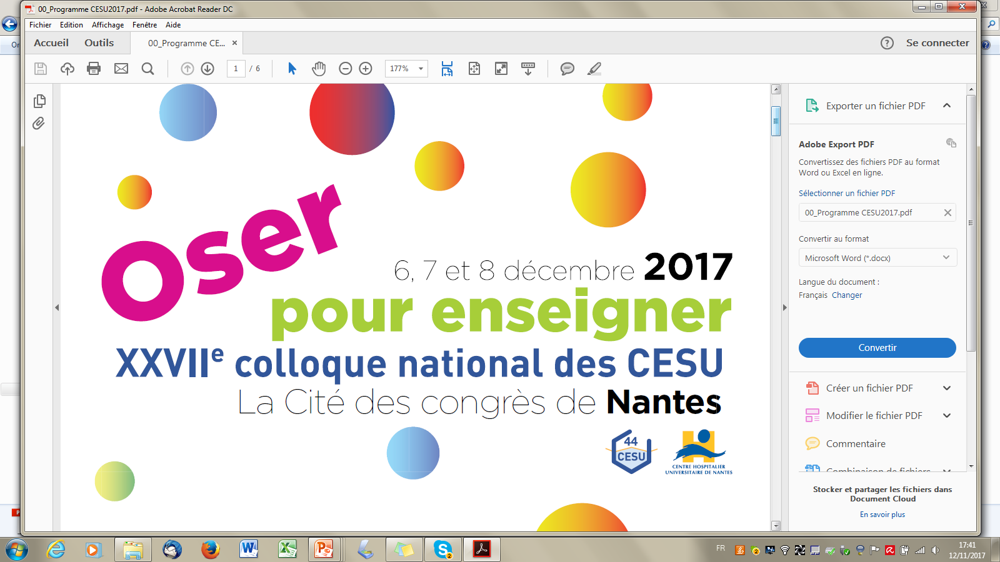 00_Programme CESU2017.pdf - Adobe Acrobat Reader DC
Fichier Edition Affichage Fenêtre Aide
Accueil Outils 00_Programme CE... Se connecter
1 / 6 177%
Oser
6, 7 et 8 décembre 2017
pour enseigner
XXVIIe colloque national des CESU
La Cité des congrès de Nantes
44
CESU
CENTRE HOSPITALIER
UNIVERSITAIRE DE NANTES
Exporter un fichier PDF
Adobe Export PDF
Convertissez des fichiers PDF au format
Word ou Excel en ligne.
Sélectionner un fichier PDF
00_Programme CESU2017.pdf
Convertir au format
Microsoft Word (*.docx)
Langue du document :
Français Changer
Convertir
Créer un fichier PDF
Modifier le fichier PDF
Commentaire
Combinaison de fichiers
Stocker et partager les fichiers dans
Document Cloud
En savoir plus
FR
17:41
12/11/2017